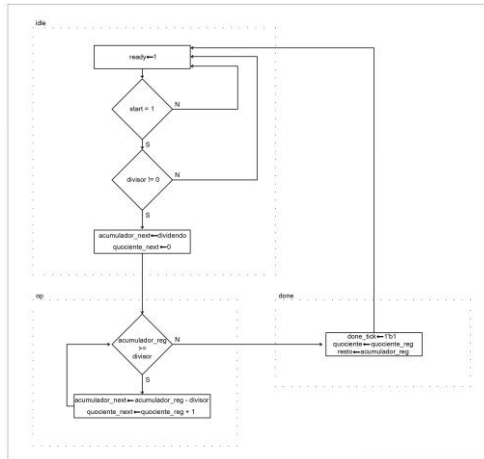 idle
ready←1
start = 1
N
S
divisor != 0
N
S
acumulador_next←dividendo
quociente_next←0
op
done
acumulador_reg
>=
divisor
N
S
done_tick←1'b1
quociente←quociente_reg
resto←acumulador_reg
acumulador_next←acumulador_reg - divisor
quociente_next←quociente_reg + 1